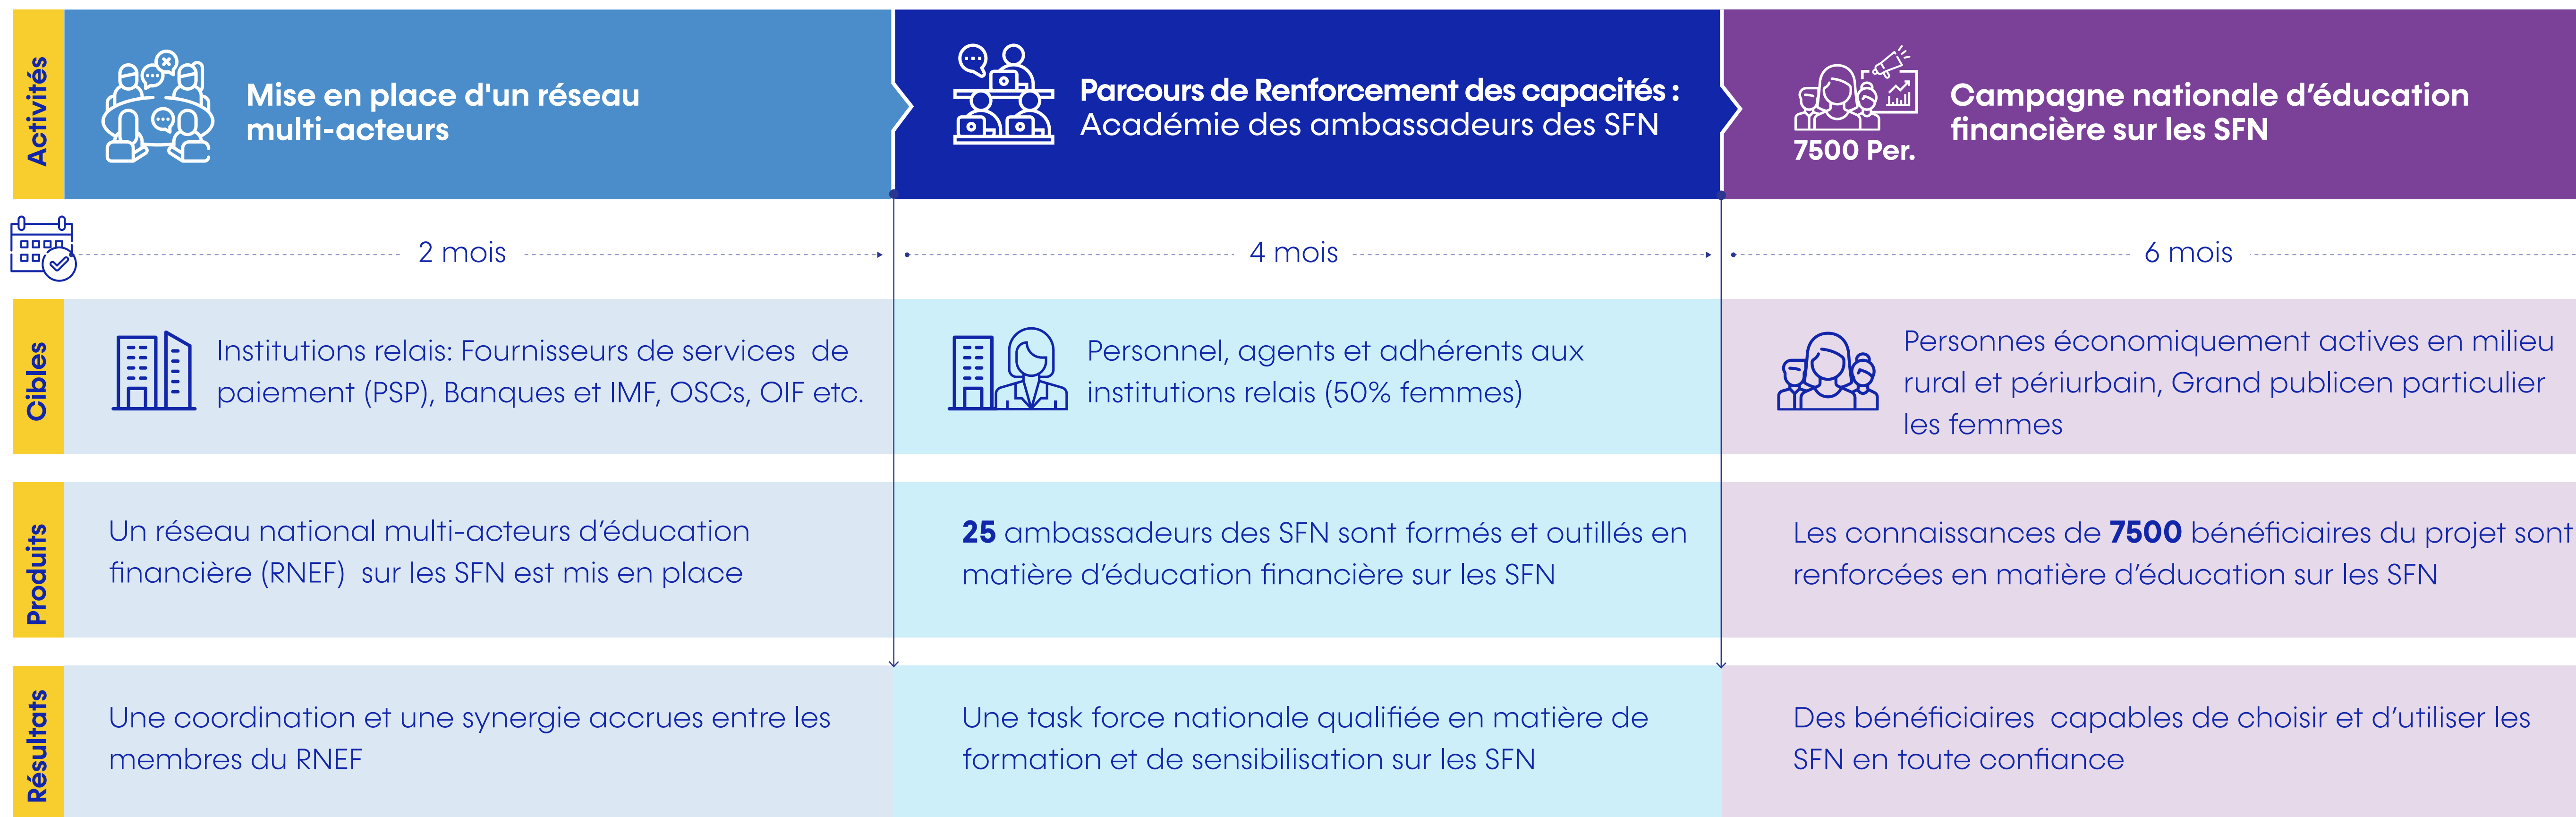 Activités
Mise en place d'un réseau
multi-acteurs
Parcours de Renforcement des capacités :
Académie des ambassadeurs des SFN
7500 Per.
Campagne nationale d’éducation
financière sur les SFN
2 mois
4 mois
6 mois
Cibles
Institutions relais: Fournisseurs de services  de
paiement (PSP), Banques et IMF, OSCs, OIF etc.
Personnel, agents et adhérents aux
institutions relais (50% femmes)
Personnes économiquement actives en milieu
rural et périurbain, Grand publicen particulier
les femmes
Produits
Un réseau national multi-acteurs d’éducation
financière (RNEF)  sur les SFN est mis en place
25 ambassadeurs des SFN sont formés et outillés en
matière d’éducation financière sur les SFN
Les connaissances de 7500 bénéficiaires du projet sont
renforcées en matière d’éducation sur les SFN
Résultats
Une coordination et une synergie accrues entre les
membres du RNEF
Une task force nationale qualifiée en matière de
formation et de sensibilisation sur les SFN
Des bénéficiaires  capables de choisir et d’utiliser les
SFN en toute confiance